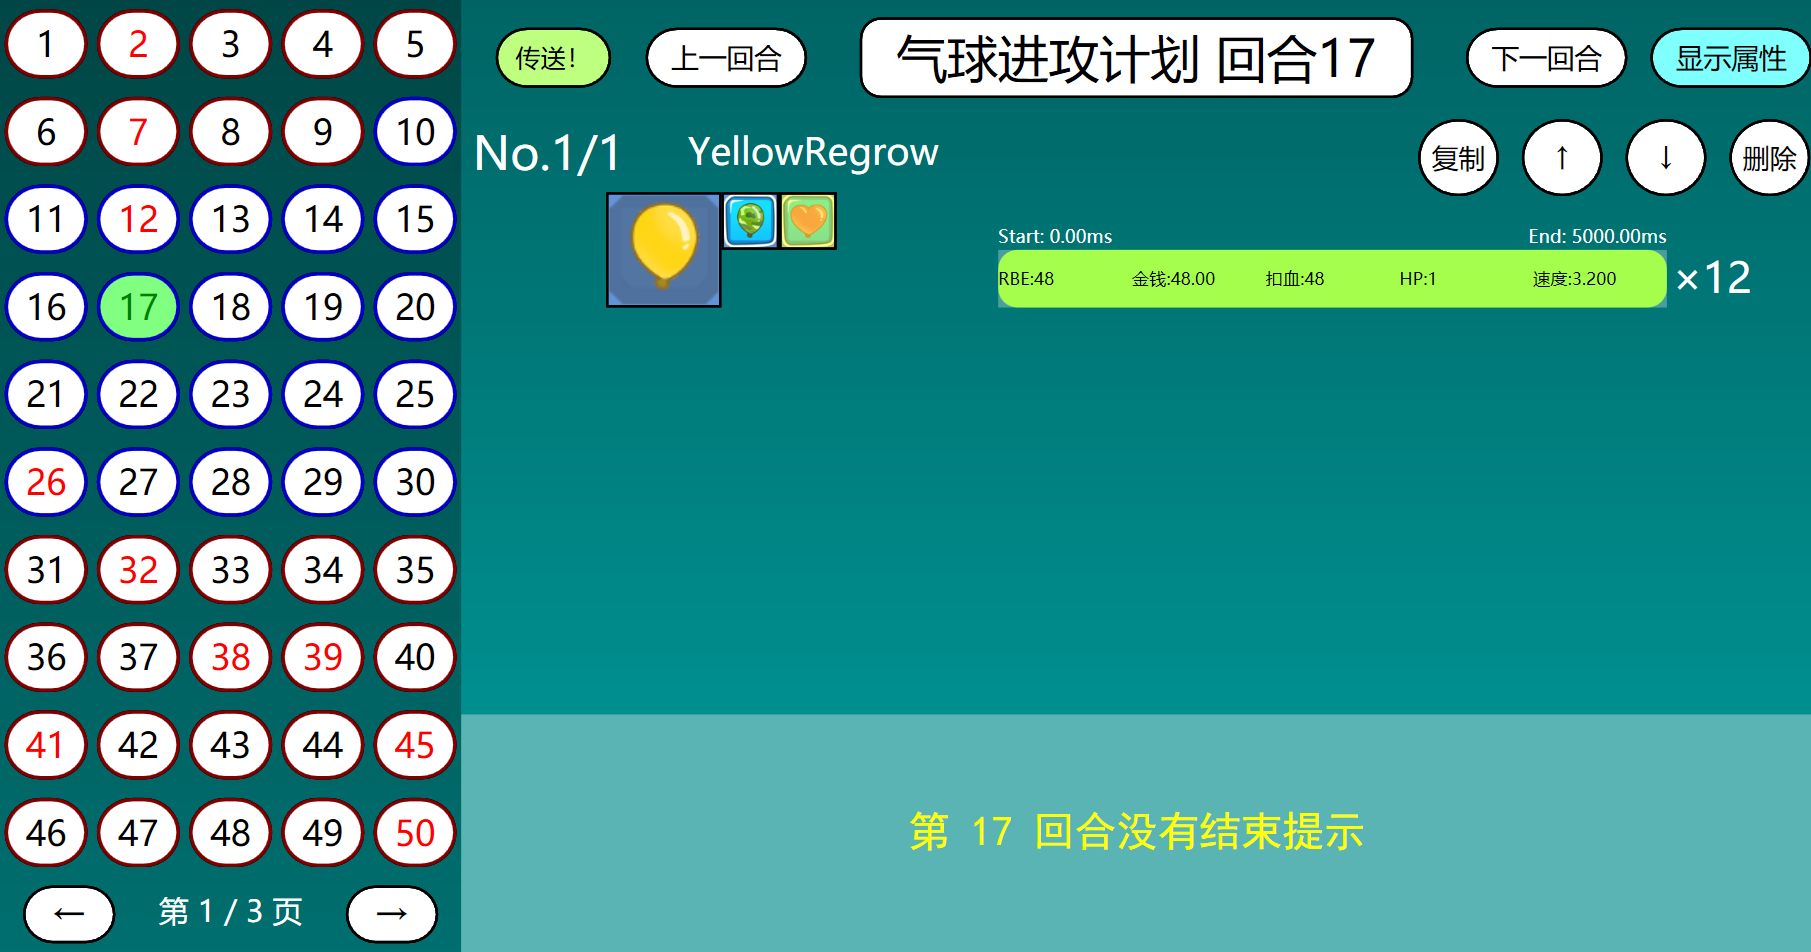 1 2 3 4 5
6 7 8 9 10
11 12 13 14 15
16 17 18 19 20
21 22 23 24 25
26 27 28 29 30
31 32 33 34 35
36 37 38 39 40
41 42 43 44 45
46 47 48 49 50
← 第 1 / 3 页 →
传送! 上一回合 气球进攻计划 回合17 下一回合 显示属性
No.1/1 YellowRegrow 复制 ↑ ↓ 删除
Start: 0.00ms End: 5000.00ms
RBE:48 金钱:48.00 扣血:48 HP:1 速度:3.200 ×12
第 17 回合没有结束提示